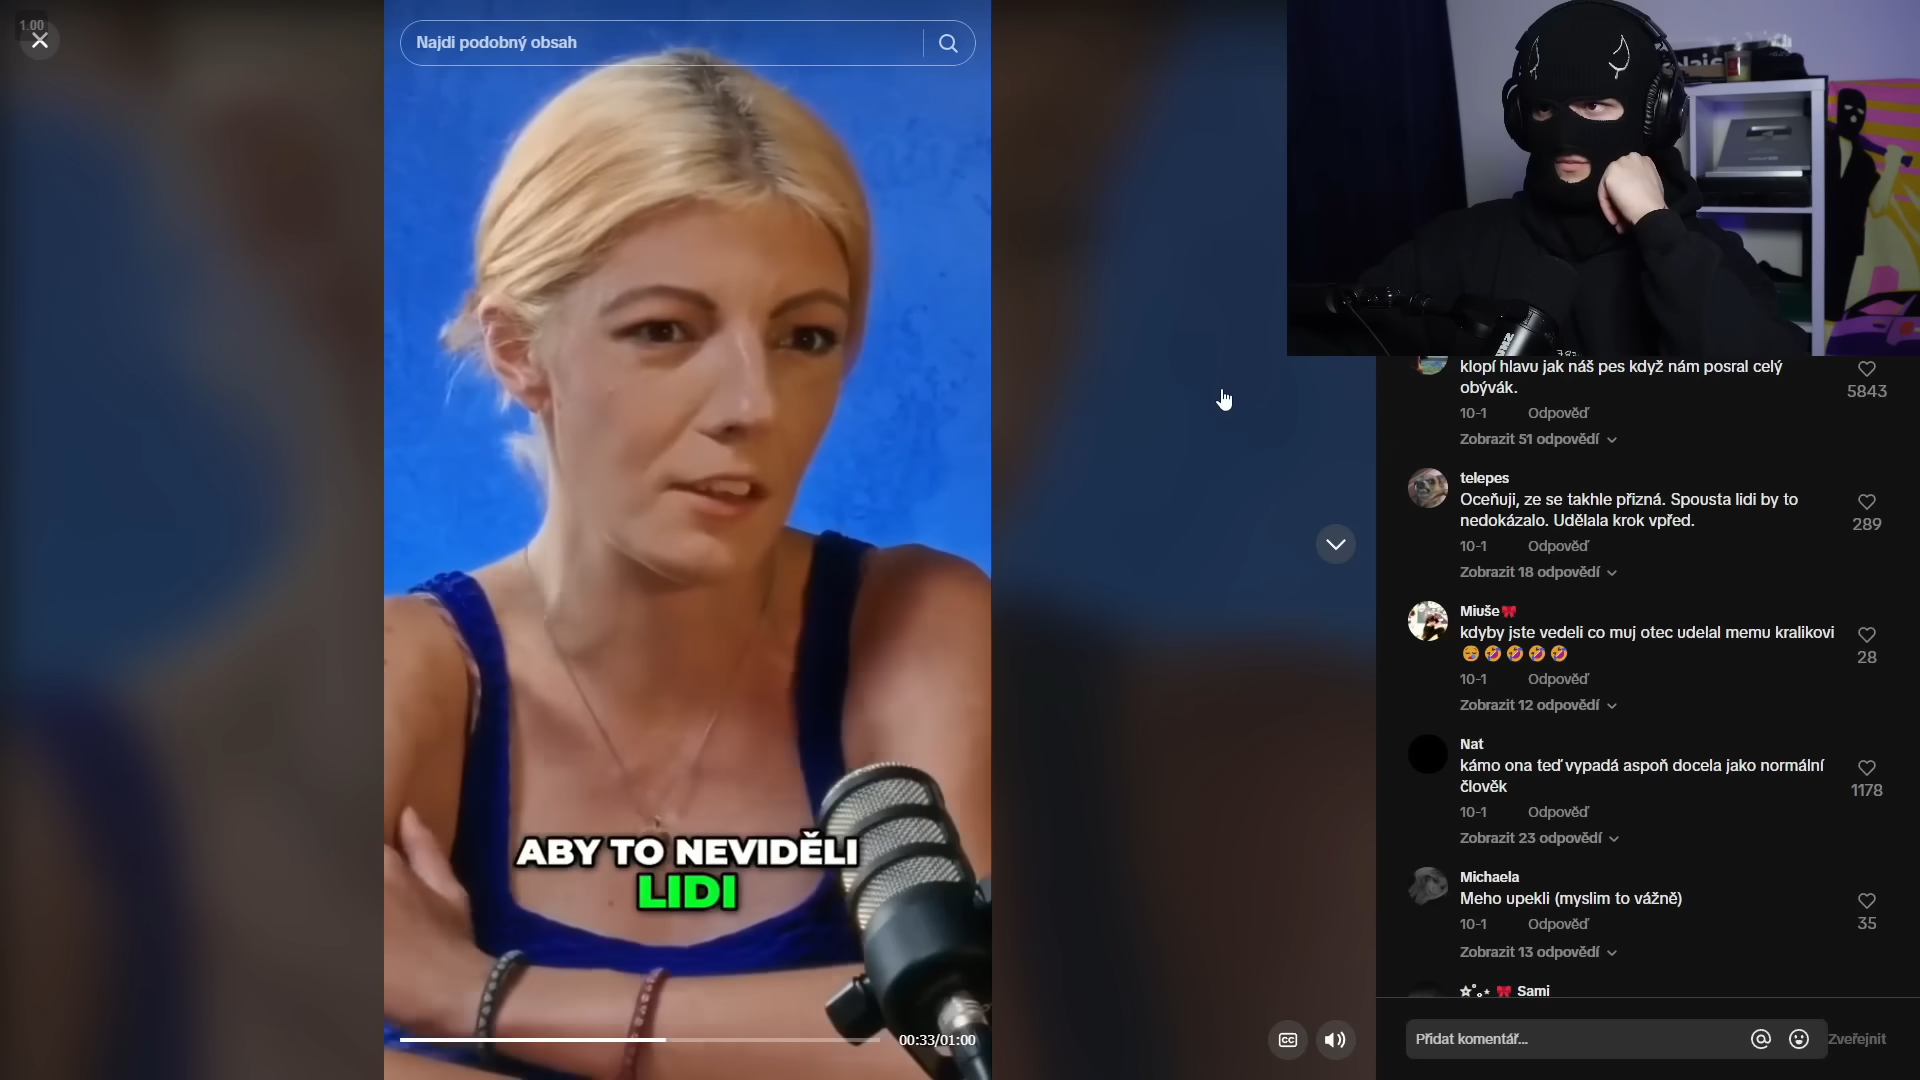 1.00
Najdi podobný obsah
klopí hlavu jak náš pes když nám posral celý
obývák.
5843
10-1 Odpověď
Zobrazit 51 odpovědí
telepes
Oceňuji, ze se takhle přizná. Spousta lidi by to
nedokázalo. Udělala krok vpřed.
289
10-1 Odpověď
Zobrazit 18 odpovědí
Miuše🎀
kdyby jste vedeli co muj otec udelal memu kralikovi
😪🤣🤣🤣🤣
28
10-1 Odpověď
Zobrazit 12 odpovědí
Nat
kámo ona teď vypadá aspoň docela jako normální
člověk
1178
10-1 Odpověď
Zobrazit 23 odpovědí
Michaela
Meho upekli (myslim to vážně)
35
10-1 Odpověď
Zobrazit 13 odpovědí
Sami
ABY TO NEVIDĚLI
LIDI
00:33/01:00
CC
Přidat komentář...
@
Zveřejnit